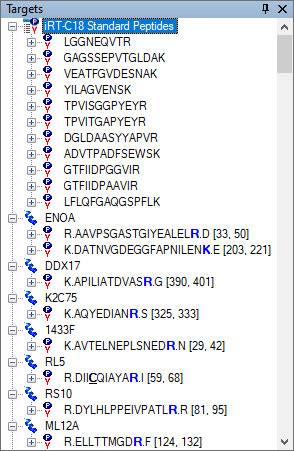 Targets
iRT-C18 Standard Peptides
LGGNEQVTR
GAGSSEPVTGLDAK
VEATFGVDESNAK
YILAGVENSK
TPVISGGPYEYR
TPVITGAPYEYR
DGLDAASYYAPVR
ADVTPADFSEWSK
GTFIIDPGGVIR
GTFIIDPAAVIR
LFLQFGAQGSPFLK
ENOA
R.AAVPSGASTGIYEALELR.D [33, 50]
K.DATNVGDEGGFAPNILENK.E [203, 221]
DDX17
K.APILIATDVASR.G [390, 401]
K2C75
K.AQYEDIANR.S [325, 333]
1433F
K.AVTELNEPLSNEDR.N [29, 42]
RL5
R.DIICQIAYAR.I [59, 68]
RS10
R.DYLHLPPEIVPATLR.R [81, 95]
ML12A
R.ELLTTMGDR.F [124, 132]